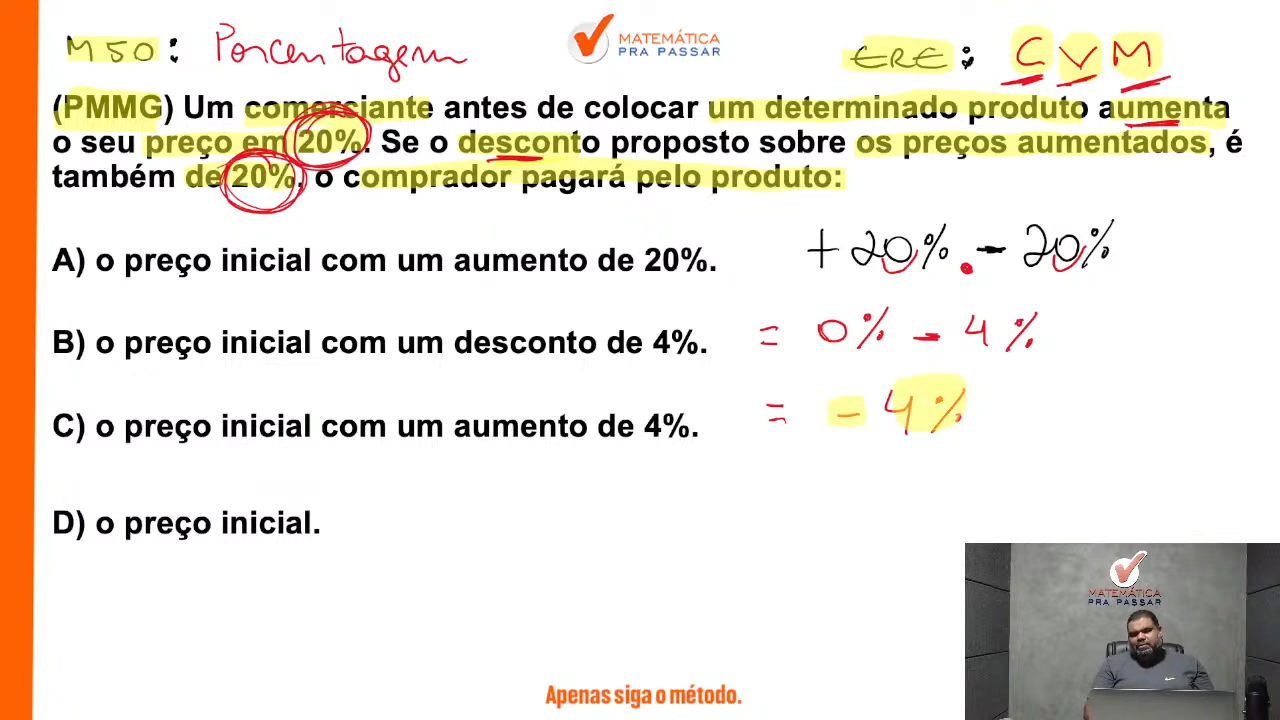 M50: Porcentagem
MATEMÁTICA
PRA PASSAR
ERE: CVM
(PMMG) Um comerciante antes de colocar um determinado produto aumenta
o seu preço em 20%. Se o desconto proposto sobre os preços aumentados, é
também de 20%, o comprador pagará pelo produto:
A) o preço inicial com um aumento de 20%.
+20% . - 20%
B) o preço inicial com um desconto de 4%.
= 0% - 4%
C) o preço inicial com um aumento de 4%.
= - 4%
D) o preço inicial.
MATEMÁTICA
PRA PASSAR
Apenas siga o método.